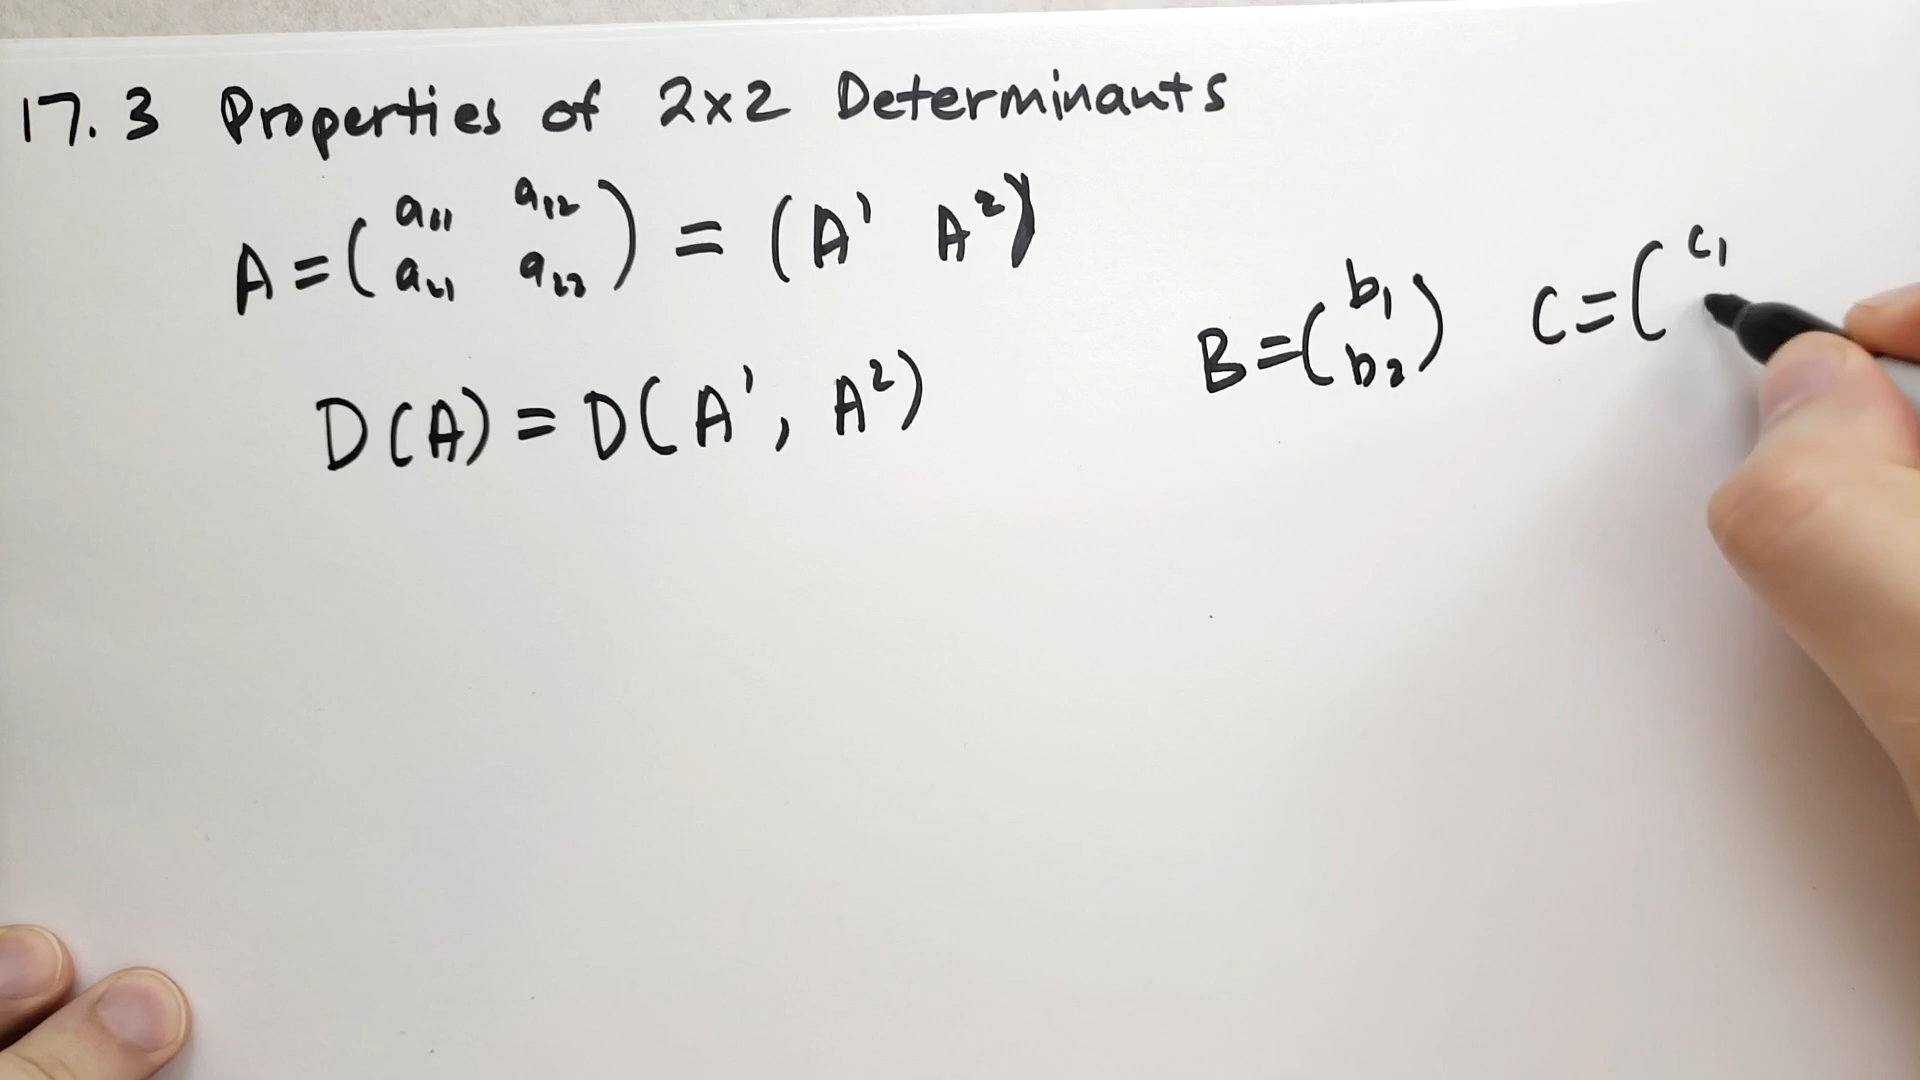 17.3 Properties of 2x2 Determinants
A = ( a11 a12
a21 a22 ) = (A¹ A²)
B = ( b1
b2 ) C = ( c1
D(A) = D(A¹, A²)